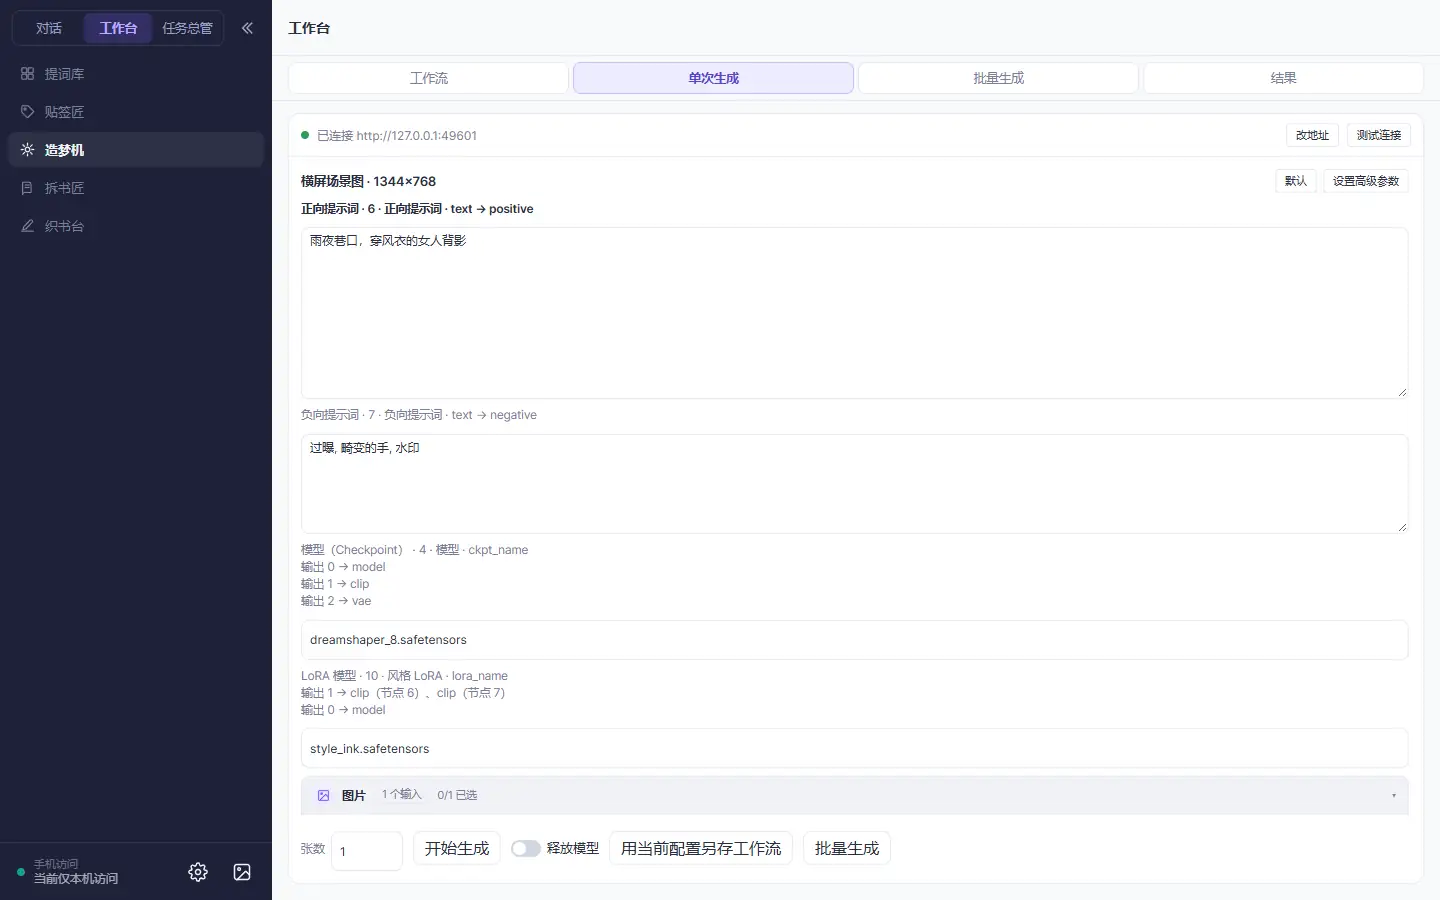 对话 工作台 任务总管
提词库
贴签匠
造梦机
拆书匠
织书台
手机访问
当前仅本机访问
工作台
工作流 单次生成 批量生成 结果
已连接 http://127.0.0.1:49601 改地址 测试连接
横屏场景图 · 1344×768 默认 设置高级参数
正向提示词 · 6 · 正向提示词 · text → positive
雨夜巷口，穿风衣的女人背影
负向提示词 · 7 · 负向提示词 · text → negative
过曝, 畸变的手, 水印
模型（Checkpoint） · 4 · 模型 · ckpt_name
输出 0 → model
输出 1 → clip
输出 2 → vae
dreamshaper_8.safetensors
LoRA 模型 · 10 · 风格 LoRA · lora_name
输出 1 → clip（节点 6）、clip（节点 7）
输出 0 → model
style_ink.safetensors
图片 1 个输入 0/1 已选
张数 1 开始生成 释放模型 用当前配置另存工作流 批量生成